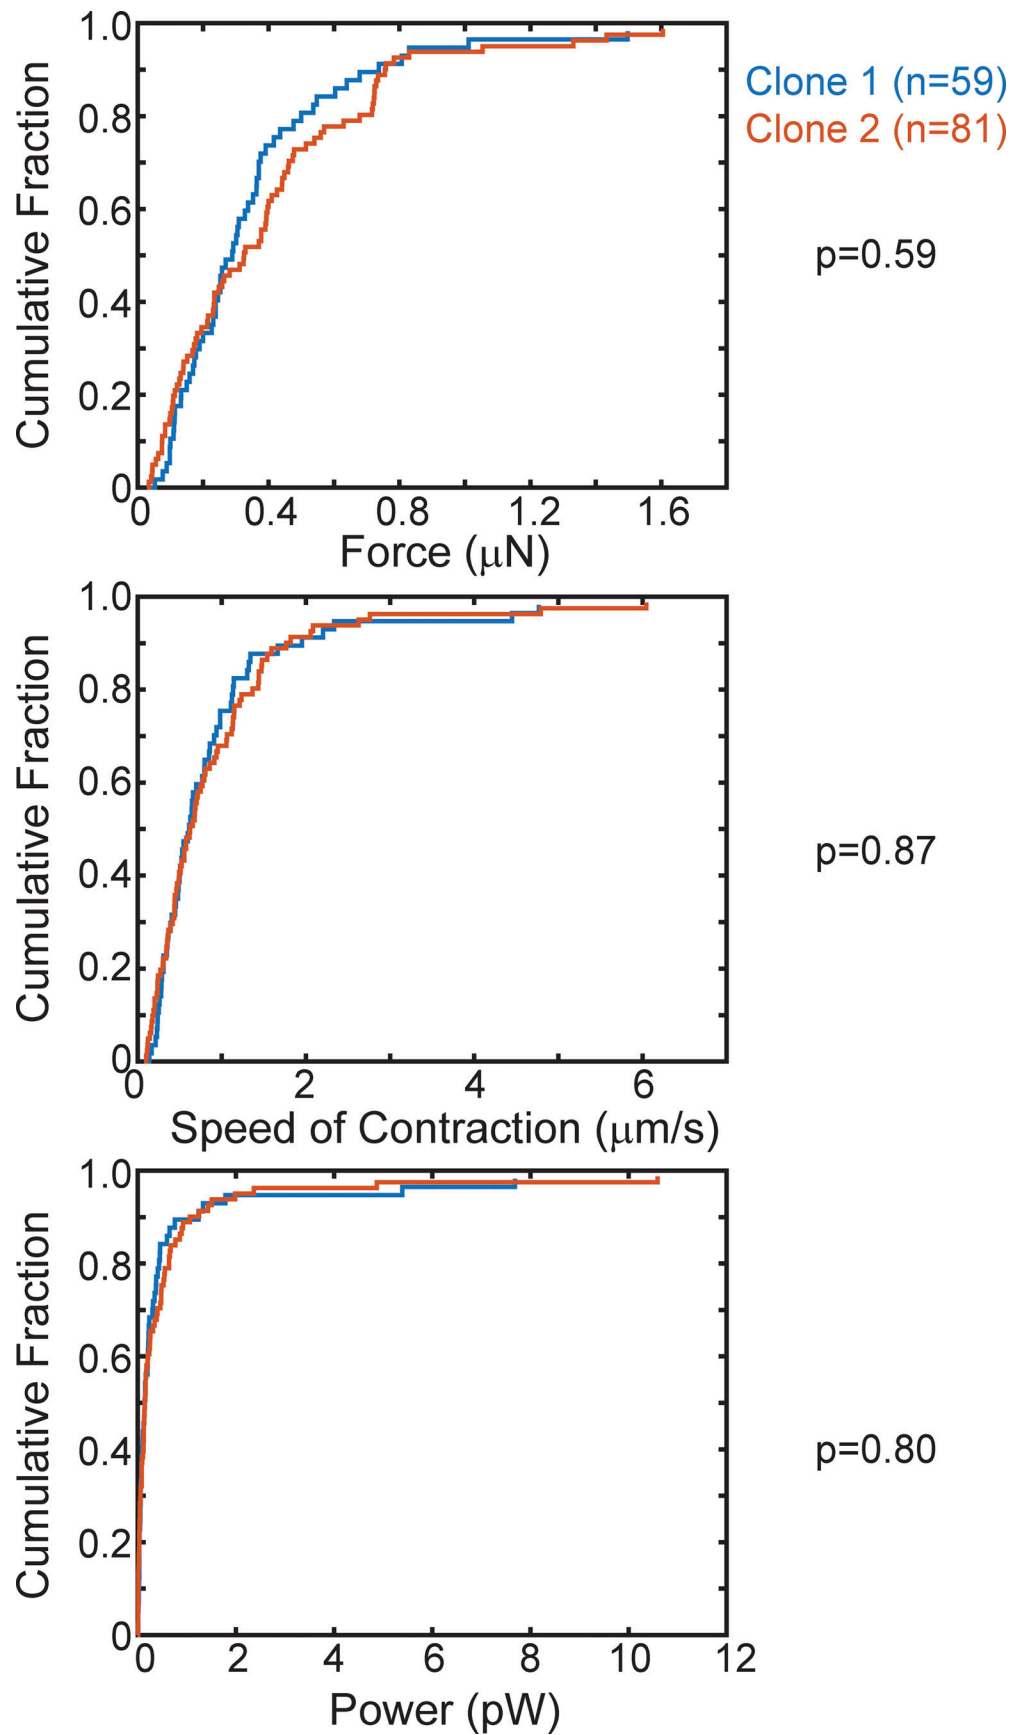 Cumulative Fraction
1.0
0.8
0.6
0.4
0.2
0
0 0.4 0.8 1.2 1.6
Force (μN)
Clone 1 (n=59)
Clone 2 (n=81)
p=0.59
Cumulative Fraction
1.0
0.8
0.6
0.4
0.2
0
0 2 4 6
Speed of Contraction (μm/s)
p=0.87
Cumulative Fraction
1.0
0.8
0.6
0.4
0.2
0
0 2 4 6 8 10 12
Power (pW)
p=0.80